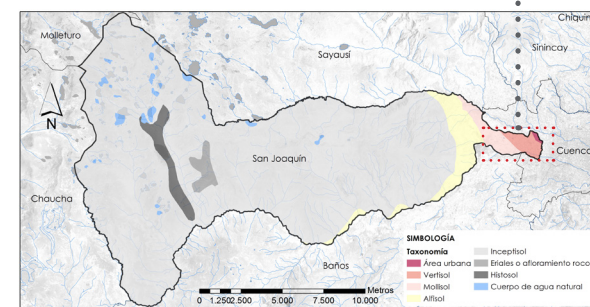 Chiquin
Molleturo
Sayausí
Sinincay
N
San Joaquín
Cuenca
Chaucha
Baños
SIMBOLOGÍA
Taxonomía
Área urbana
Vertisol
Mollisol
Alfisol
Inceptisol
Eriales o afloramiento roco
Histosol
Cuerpo de agua natural
Metros
0 1.250 2.500 5.000 7.500 10.000